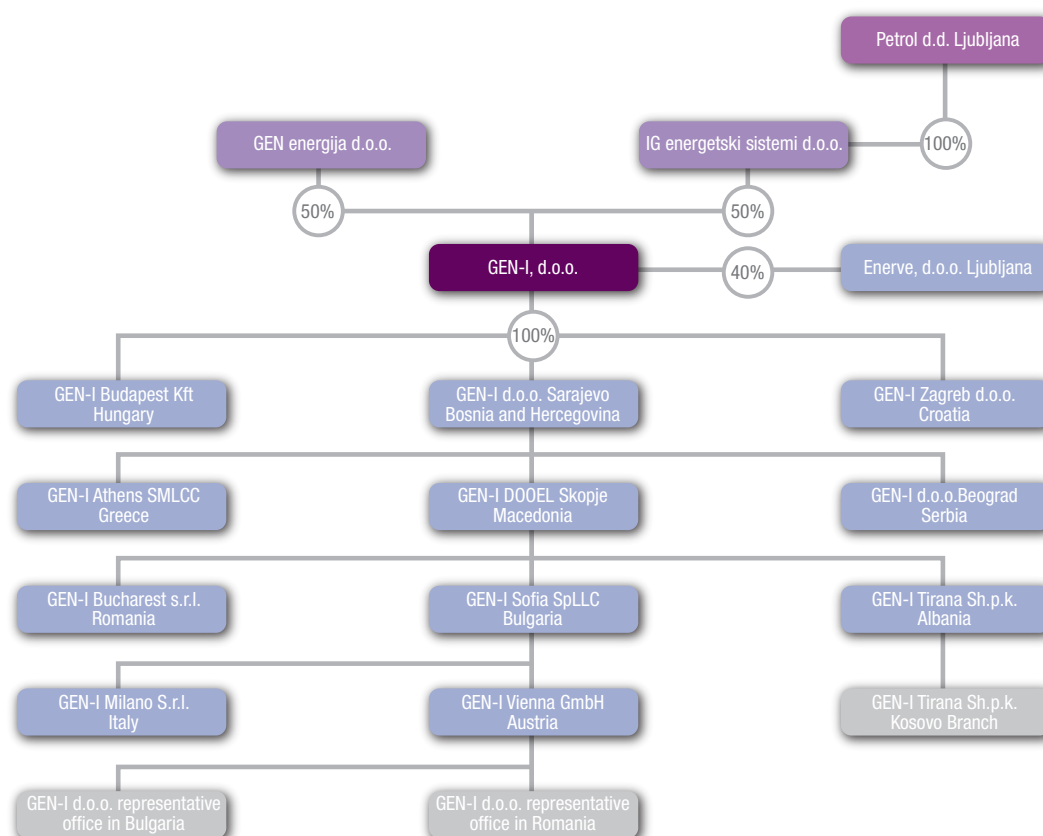 Petrol d.d. Ljubljana
GEN energija d.o.o.
IG energetski sistemi d.o.o.
100%
50%
50%
GEN-I, d.o.o.
40%
Enerve, d.o.o. Ljubljana
100%
GEN-I Budapest Kft
Hungary
GEN-I d.o.o. Sarajevo
Bosnia and Hercegovina
GEN-I Zagreb d.o.o.
Croatia
GEN-I Athens SMLCC
Greece
GEN-I DOOEL Skopje
Macedonia
GEN-I d.o.o.Beograd
Serbia
GEN-I Bucharest s.r.l.
Romania
GEN-I Sofia SpLLC
Bulgaria
GEN-I Tirana Sh.p.k.
Albania
GEN-I Milano S.r.l.
Italy
GEN-I Vienna GmbH
Austria
GEN-I Tirana Sh.p.k.
Kosovo Branch
GEN-I d.o.o. representative
office in Bulgaria
GEN-I d.o.o. representative
office in Romania